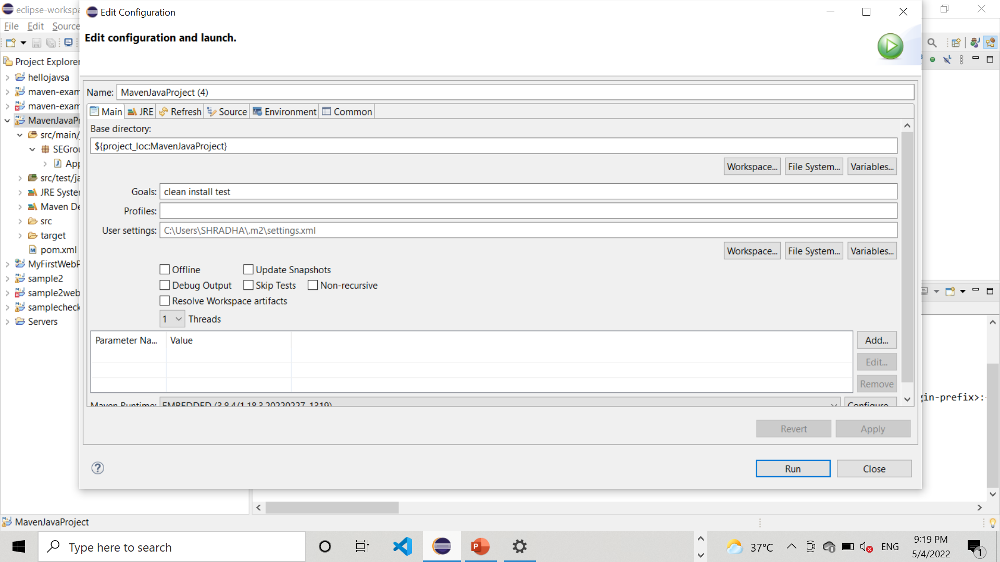 eclipse-workspa
Edit Configuration
File Edit Source
Edit configuration and launch.
Project Explorer
hellojavsa
maven-exam
maven-exam
MavenJavaPr
src/main/
SEGrou
App
src/test/ja
JRE System
Maven De
src
target
pom.xml
MyFirstWebP
sample2
sample2web
samplecheck
Servers
Name: MavenJavaProject (4)
Main JRE Refresh Source Environment Common
Base directory:
${project_loc:MavenJavaProject}
Workspace... File System... Variables...
Goals: clean install test
Profiles:
User settings: C:\Users\SHRADHA\.m2\settings.xml
Workspace... File System... Variables...
Offline Update Snapshots
Debug Output Skip Tests Non-recursive
Resolve Workspace artifacts
1 Threads
Parameter Na... Value
Add...
Edit...
Remove
Maven Runtime: EMBEDDED (3.8.4/1.18.3.20220227-1319) Configure...
gin-prefix>:
Revert Apply
Run Close
MavenJavaProject
Type here to search
37°C ENG
9:19 PM
5/4/2022
1